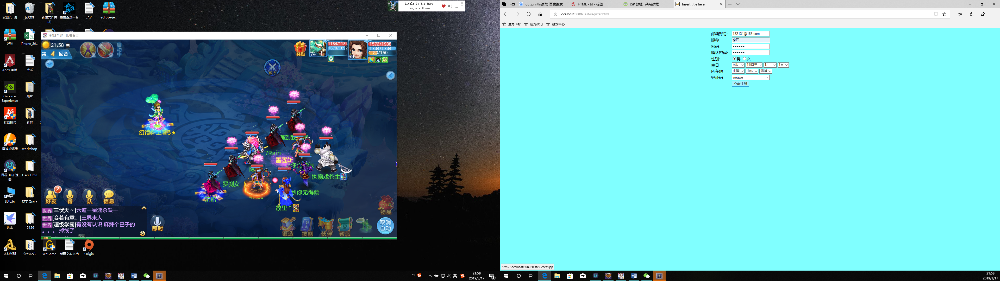 实验7、图
回收站
新建文件夹
(3)
暴雪游戏平台
JAV
eclipse-je...
好压
iPhone_20...
Apex 英雄
推送
GeForce
Experience
照片
驱动精灵
素材
雷神加速器
workshop
网易UU加速
器
User Data
此电脑
数学与java
迅雷
15126
多益战盟
杂七杂八
WeGame
新建文本文档
Origin
Little Do You Know
Campsite Dream
神武3手游 - 阳春白雪
21:58
第 4 回合
自动中
奖励
74
1184/1184
1670/1892
69
1572/1938
1734/1734
50/150
敌方
1
7Rain
雷霆斩
罗刹女
执扇戏苍生
秒你无得倾
沉船
故里
2
好友
帮
队
信息
世界[三伏天～]六道一星速杀缺一
世界[妾若有意、]三界来人
世界[超级学霸]有没有认识 麻辣个巴子的
。。。 掉线了
即时
物品
锻造
技能
伙伴
帮派
取消
自动
经验
CH
英
21:58
2019/3/17
3
out.println读取_百度搜索
HTML <td> 标签
JSP 教程 | 菜鸟教程
Insert title here
localhost:8080/Test/register.html
蓝月传奇
屠龙战记
游戏中心
邮箱账号： 132131@163.com
昵称： 李四
密码： ●●●●●●
确认密码: ●●●●●●
性别: 男 女
生日 公历 1993年 1月 1日
所在地 中国 山东 淄博
验证码 weqwe
立刻注册
http://localhost:8080/Test/success.jsp
21:58
2019/3/17